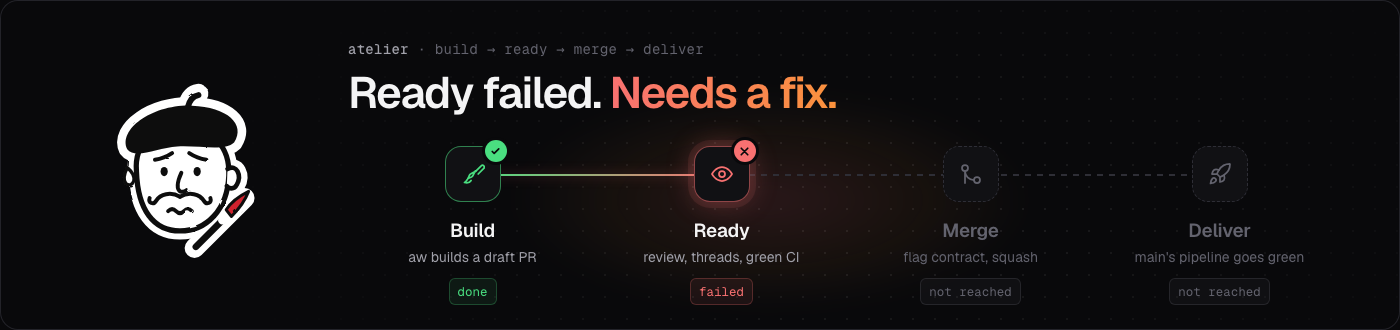 atelier · build → ready → merge → deliver
Ready failed. Needs a fix.
Build
aw builds a draft PR
done
Ready
review, threads, green CI
failed
Merge
flag contract, squash
not reached
Deliver
main's pipeline goes green
not reached